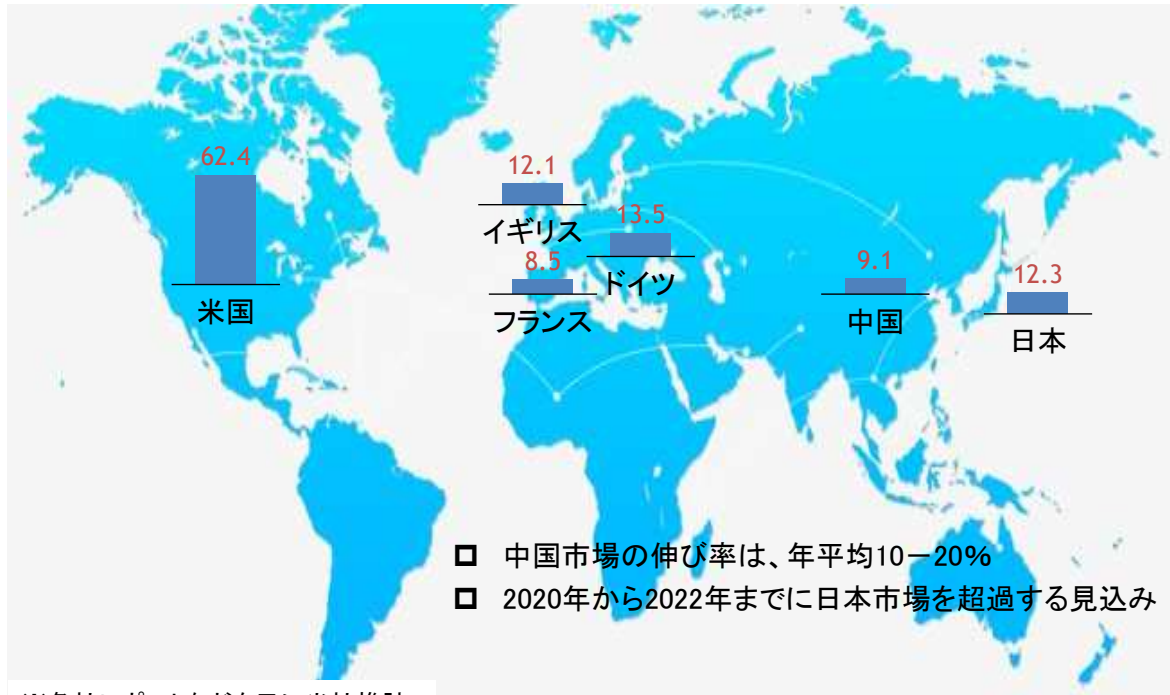 62.4
米国
12.1
イギリス
13.5
ドイツ
8.5
フランス
9.1
中国
12.3
日本
中国市場の伸び率は、年平均10－20%
2020年から2022年までに日本市場を超過する見込み